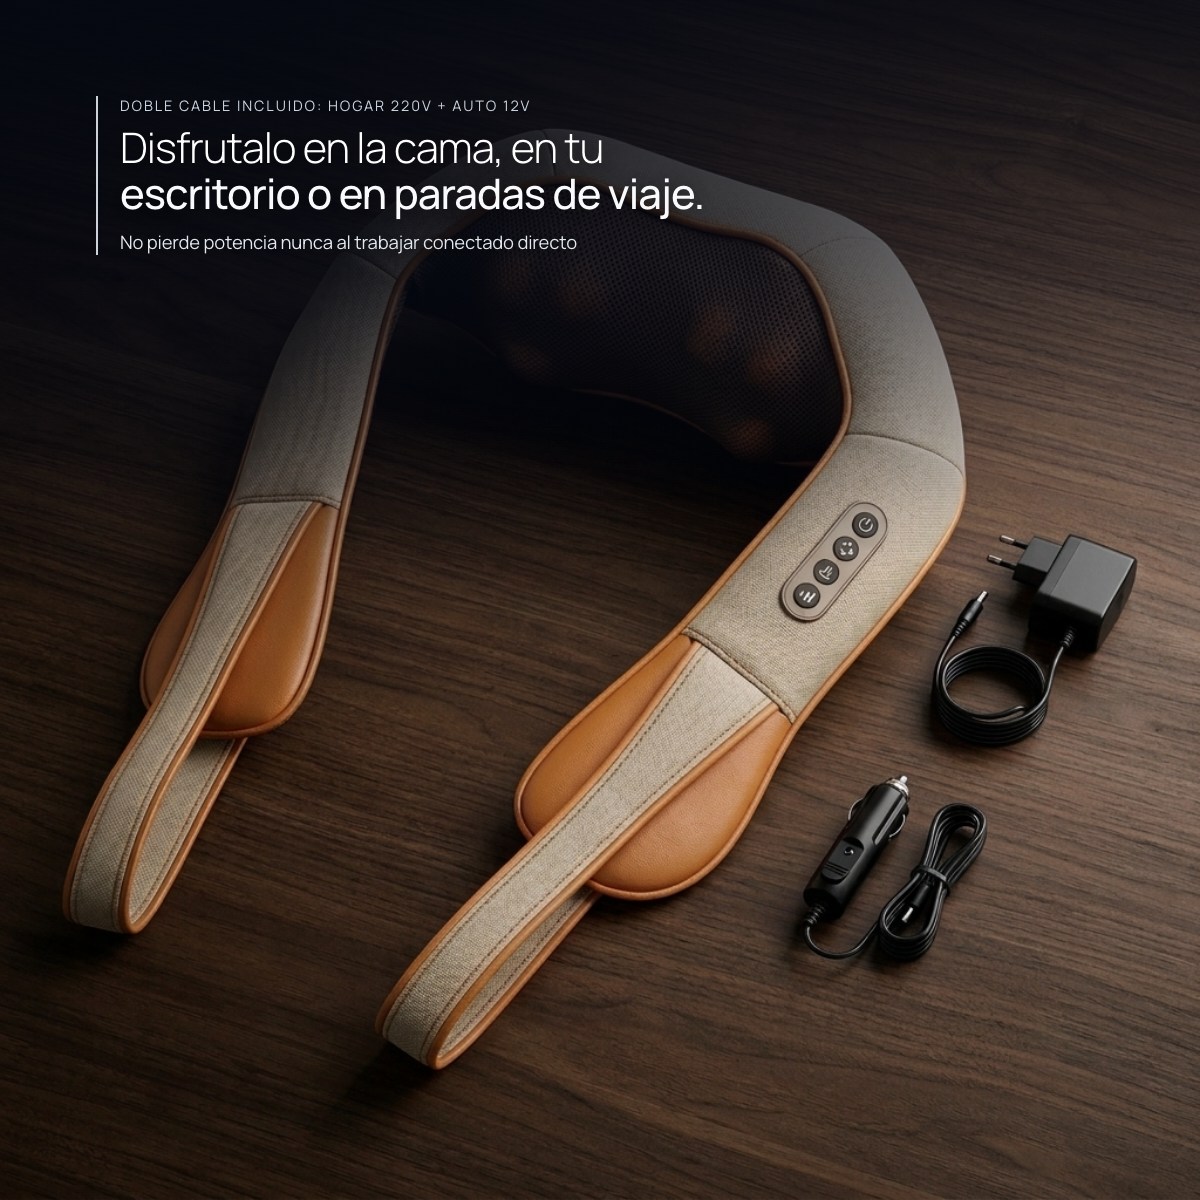 DOBLE CABLE INCLUIDO: HOGAR 220V + AUTO 12V
Disfrutalo en la cama, en tu
escritorio o en paradas de viaje.
No pierde potencia nunca al trabajar conectado directo